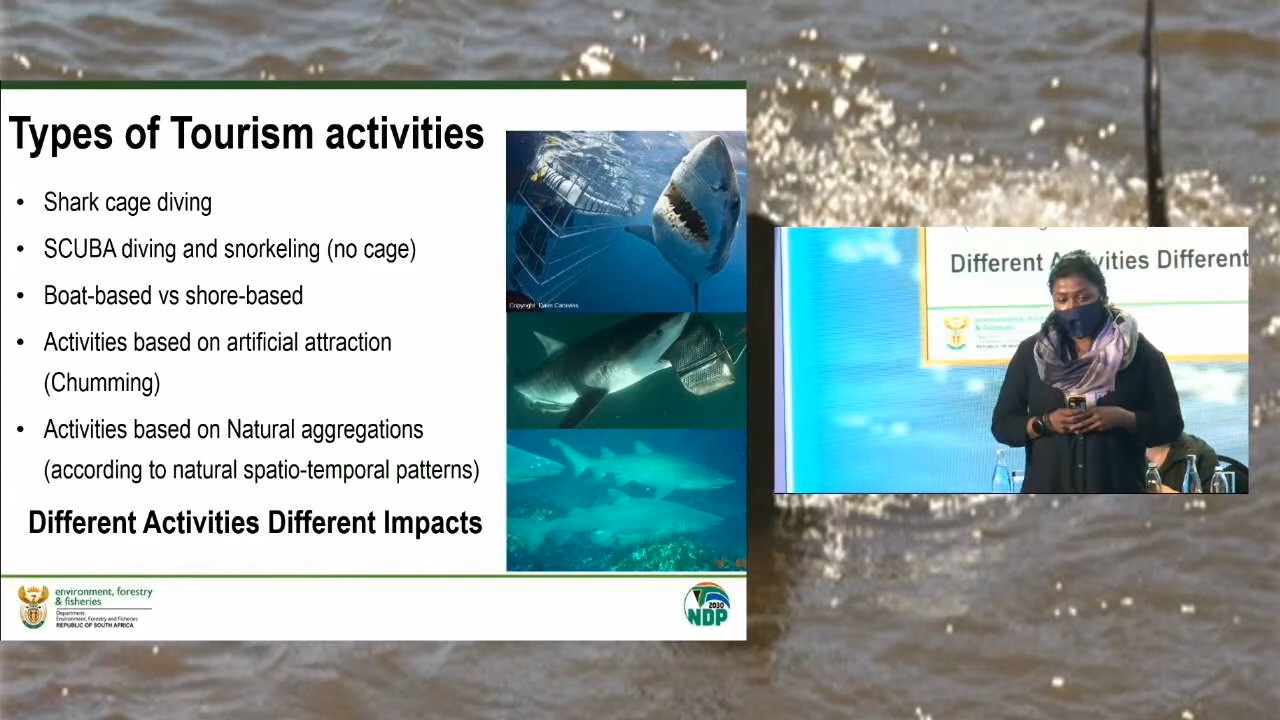 Types of Tourism activities
• Shark cage diving
• SCUBA diving and snorkeling (no cage)
• Boat-based vs shore-based
• Activities based on artificial attraction
(Chumming)
• Activities based on Natural aggregations
(according to natural spatio-temporal patterns)
Different Activities Different Impacts
Copyright: Dave Caravias
environment, forestry
& fisheries
Department:
Environment, Forestry and Fisheries
REPUBLIC OF SOUTH AFRICA
2030
NDP
Different Activities Different